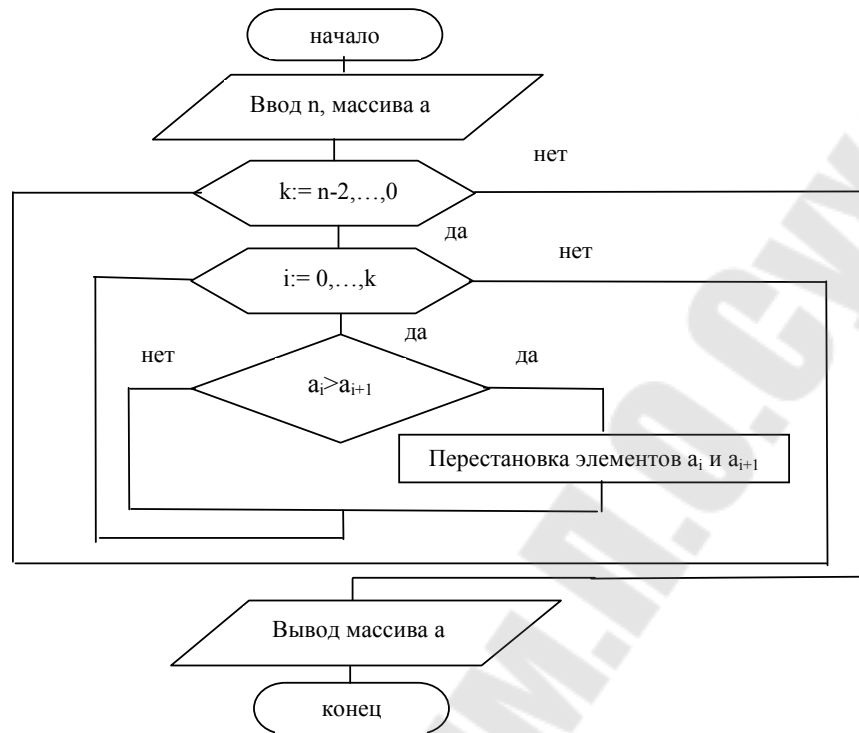 начало
Ввод n, массива a
нет
k:= n-2,…,0
да
нет
i:= 0,…,k
да
нет
да
aᵢ>aᵢ₊₁
Перестановка элементов aᵢ и aᵢ₊₁
Вывод массива a
конец